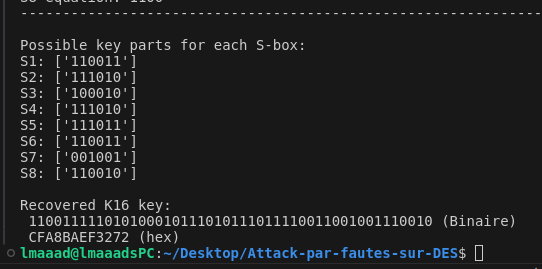 equation: 1100
--------------------------------------------------------------------
Possible key parts for each S-box:
S1: ['110011']
S2: ['111010']
S3: ['100010']
S4: ['111010']
S5: ['111011']
S6: ['110011']
S7: ['001001']
S8: ['110010']
Recovered K16 key:
110011111010100010111010111011110011001001110010 (Binaire)
CFA8BAEF3272 (hex)
lmaaad@lmaaadsPC:~/Desktop/Attack-par-fautes-sur-DES$